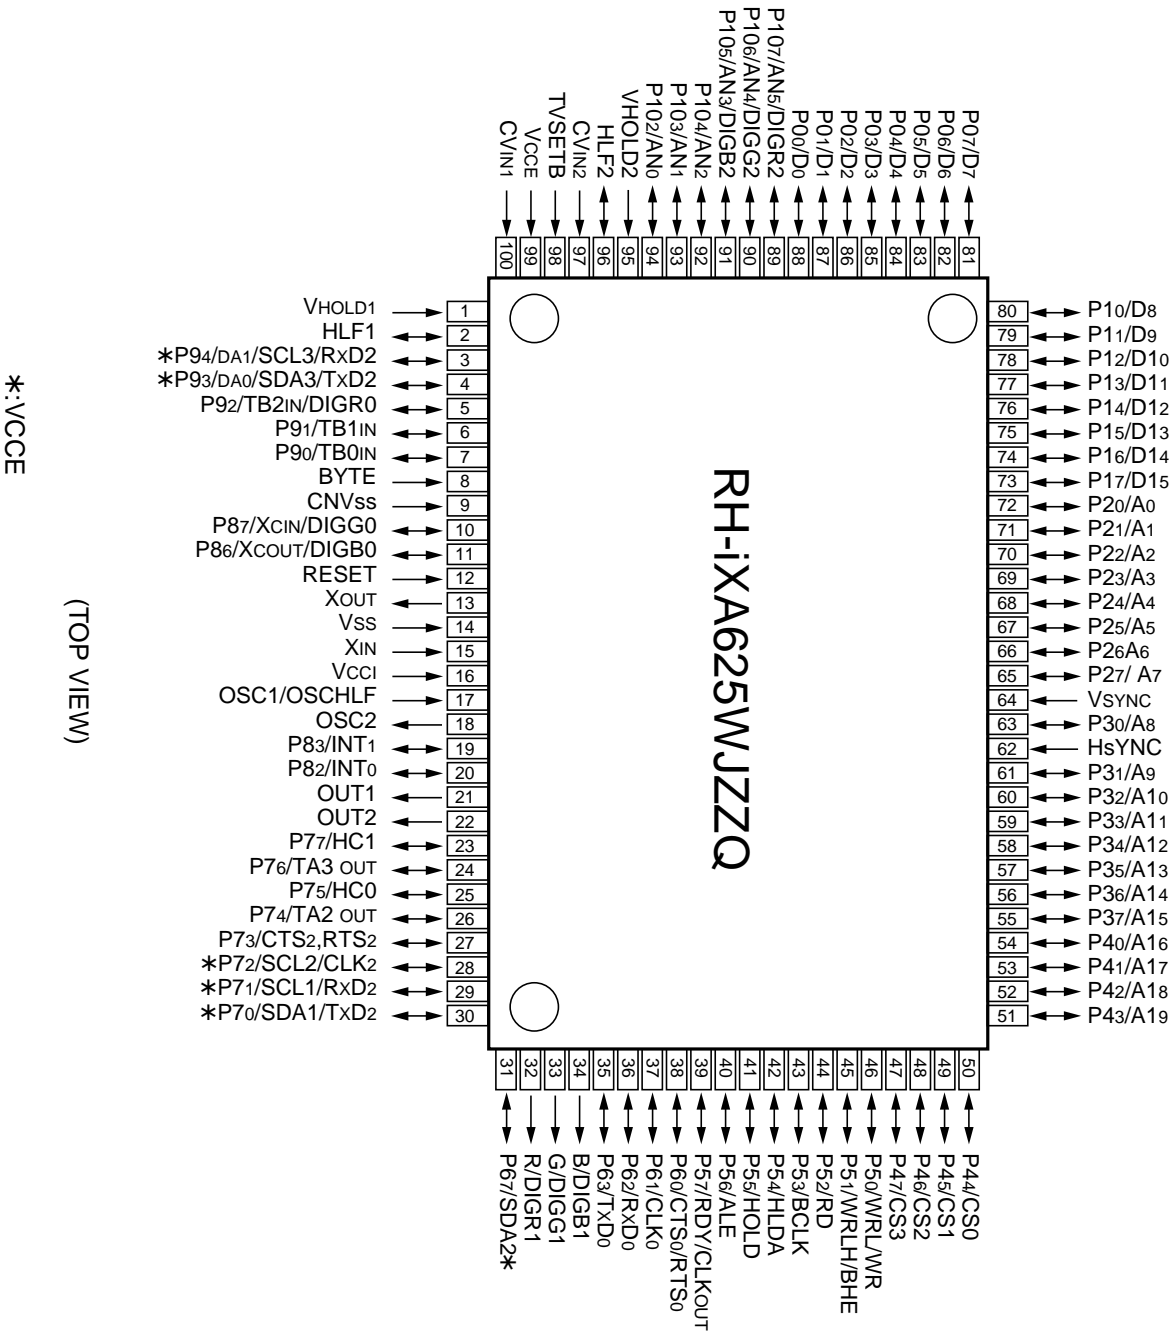 P107/AN5/DIGR2
P106/AN4/DIGG2
P105/AN3/DIGB2
P104/AN2
P103/AN1
P102/AN0
VHOLD2
HLF2
CVIN2
TVSETB
VCCE
CVIN1
P00/D0
P01/D1
P02/D2
P03/D3
P04/D4
P05/D5
P06/D6
P07/D7
100 99 98 97 96 95 94 93 92 91 90 89 88 87 86 85 84 83 82 81
VHOLD1 1
HLF1 2
*P94/DA1/SCL3/RxD2 3
*P93/DA0/SDA3/TxD2 4
P92/TB2IN/DIGR0 5
P91/TB1IN 6
P90/TB0IN 7
BYTE 8
CNVss 9
P87/XCIN/DIGG0 10
P86/XCOUT/DIGB0 11
RESET 12
XOUT 13
VSS 14
XIN 15
VCCI 16
OSC1/OSCHLF 17
OSC2 18
P83/INT1 19
P82/INT0 20
OUT1 21
OUT2 22
P77/HC1 23
P76/TA3 OUT 24
P75/HC0 25
P74/TA2 OUT 26
P73/CTS2,RTS2 27
*P72/SCL2/CLK2 28
*P71/SCL1/RxD2 29
*P70/SDA1/TxD2 30
RH-iXA625WJZZQ
80 P10/D8
79 P11/D9
78 P12/D10
77 P13/D11
76 P14/D12
75 P15/D13
74 P16/D14
73 P17/D15
72 P20/A0
71 P21/A1
70 P22/A2
69 P23/A3
68 P24/A4
67 P25/A5
66 P26A6
65 P27/ A7
64 VSYNC
63 P30/A8
62 HsYNC
61 P31/A9
60 P32/A10
59 P33/A11
58 P34/A12
57 P35/A13
56 P36/A14
55 P37/A15
54 P40/A16
53 P41/A17
52 P42/A18
51 P43/A19
31 32 33 34 35 36 37 38 39 40 41 42 43 44 45 46 47 48 49 50
P67/SDA2*
R/DIGR1
G/DIGG1
B/DIGB1
P63/TxD0
P62/RxD0
P61/CLK0
P60/CTS0/RTS0
P57/RDY/CLKOUT
P56/ALE
P55/HOLD
P54/HLDA
P53/BCLK
P52/RD
P51/WRLH/BHE
P50/WRL/WR
P47/CS3
P46/CS2
P45/CS1
P44/CS0
(TOP VIEW)
*:VCCE